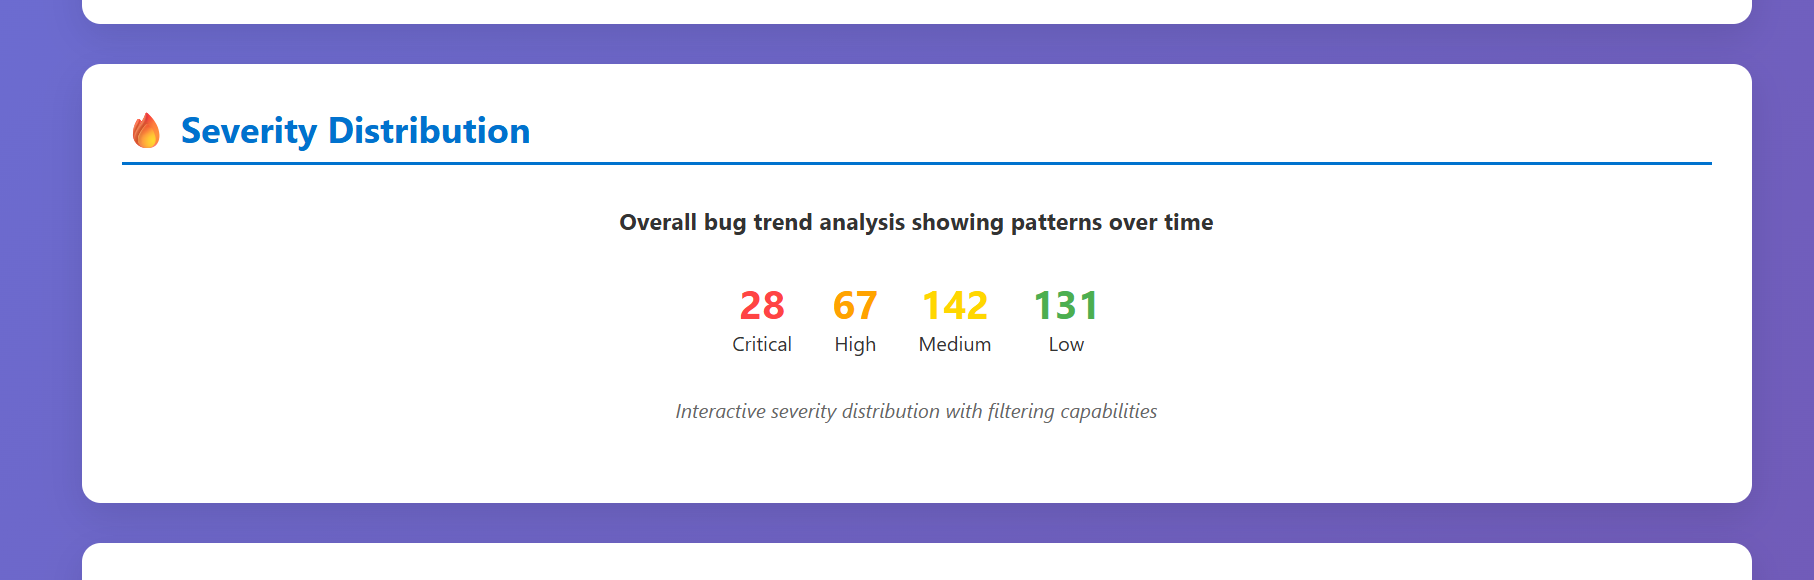 Severity Distribution
Overall bug trend analysis showing patterns over time
28 67 142 131
Critical High Medium Low
Interactive severity distribution with filtering capabilities